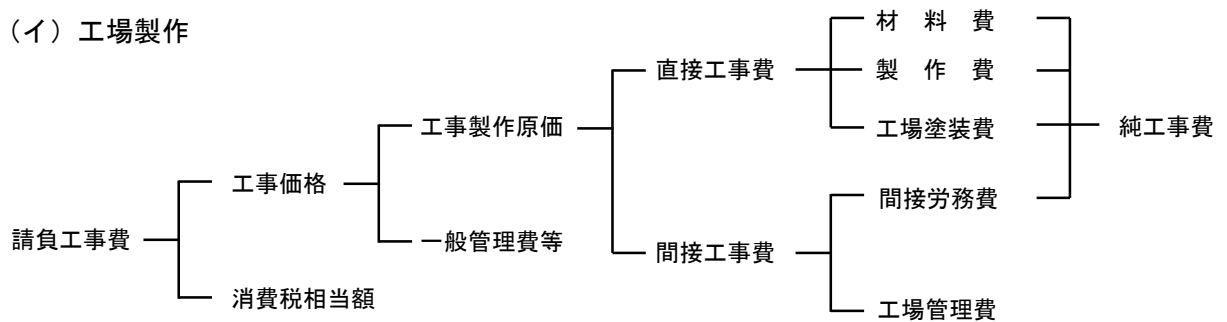 （イ）工場製作
請負工事費
工事価格
消費税相当額
工事製作原価
一般管理費等
直接工事費
間接工事費
材　料　費
製　作　費
工場塗装費
間接労務費
工場管理費
純工事費